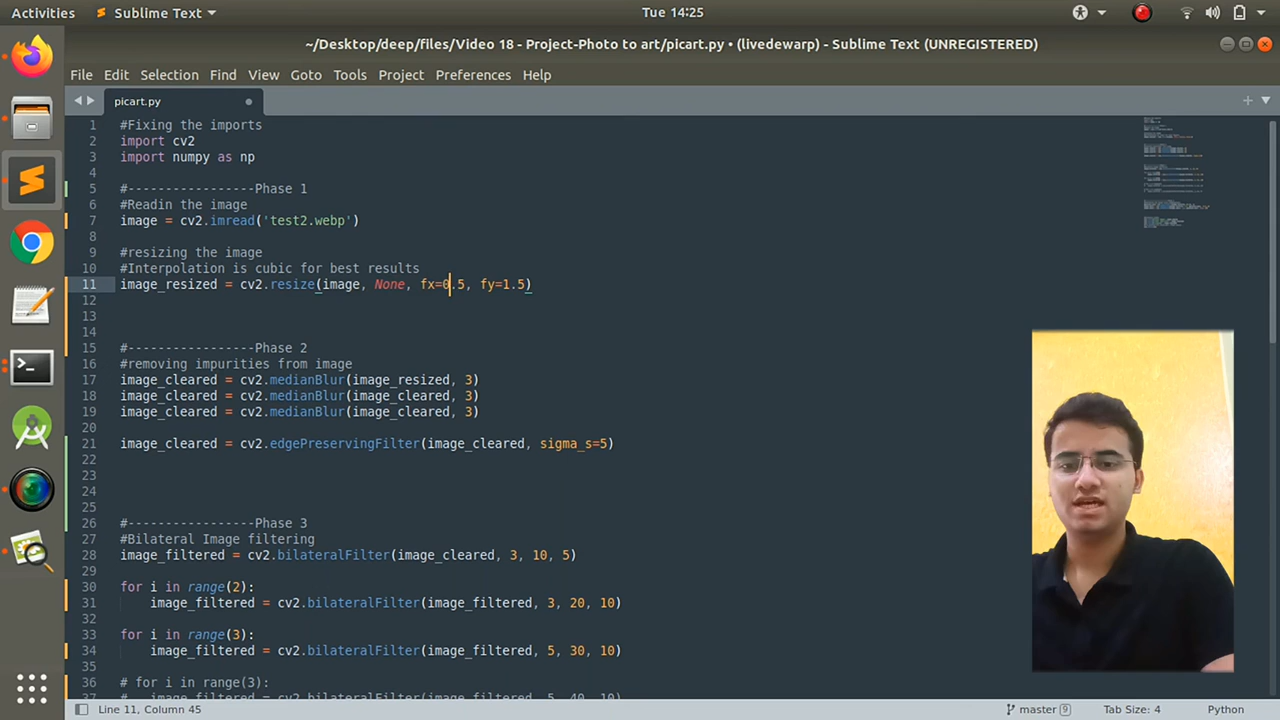 Activities
Sublime Text
Tue 14:25
~/Desktop/deep/files/Video 18 - Project-Photo to art/picart.py • (livedewarp) - Sublime Text (UNREGISTERED)
File Edit Selection Find View Goto Tools Project Preferences Help
picart.py
1 #Fixing the imports
2 import cv2
3 import numpy as np
4
5 #-----------------Phase 1
6 #Readin the image
7 image = cv2.imread('test2.webp')
8
9 #resizing the image
10 #Interpolation is cubic for best results
11 image_resized = cv2.resize(image, None, fx=0.5, fy=1.5)
12
13
14
15 #-----------------Phase 2
16 #removing impurities from image
17 image_cleared = cv2.medianBlur(image_resized, 3)
18 image_cleared = cv2.medianBlur(image_cleared, 3)
19 image_cleared = cv2.medianBlur(image_cleared, 3)
20
21 image_cleared = cv2.edgePreservingFilter(image_cleared, sigma_s=5)
22
23
24
25
26 #-----------------Phase 3
27 #Bilateral Image filtering
28 image_filtered = cv2.bilateralFilter(image_cleared, 3, 10, 5)
29
30 for i in range(2):
31 image_filtered = cv2.bilateralFilter(image_filtered, 3, 20, 10)
32
33 for i in range(3):
34 image_filtered = cv2.bilateralFilter(image_filtered, 5, 30, 10)
35
36 # for i in range(3):
37 # image_filtered = cv2.bilateralFilter(image_filtered, 5, 40, 10)
Line 11, Column 45
master 9
Tab Size: 4
Python